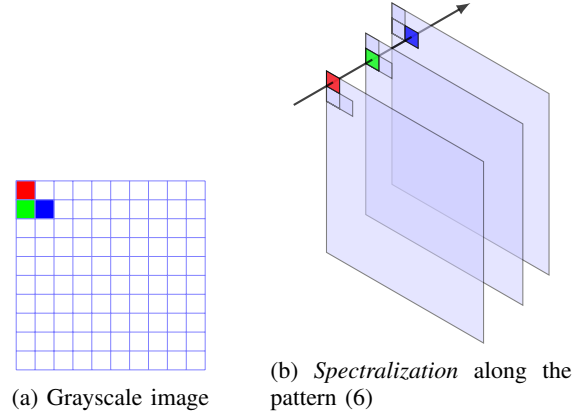 (a) Grayscale image
(b) Spectralization along the
pattern (6)